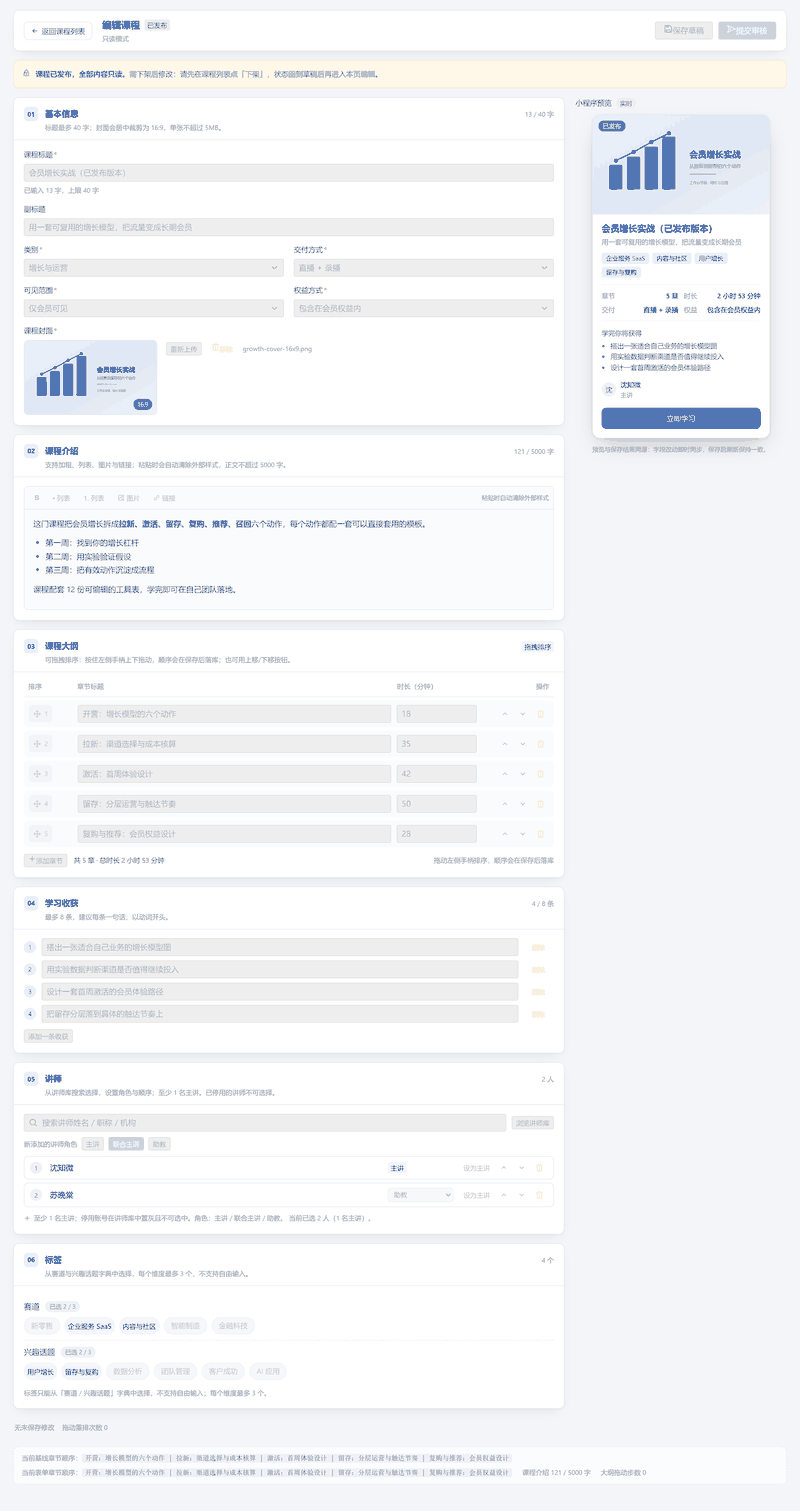 ← 返回课程列表
编辑课程 已发布
只读模式
保存草稿
提交审核
课程已发布，全部内容只读。需下架后修改：请先在课程列表点「下架」，状态回到草稿后再进入本页编辑。
01 基本信息 13 / 40 字
标题最多 40 字；封面会居中裁剪为 16:9，单张不超过 5MB。
课程标题*
会员增长实战（已发布版本）
已输入 13 字，上限 40 字
副标题
用一套可复用的增长模型，把流量变成长期会员
类别* 交付方式*
增长与运营 直播 + 录播
可见范围* 权益方式*
仅会员可见 包含在会员权益内
课程封面*
会员增长实战
16:9
重新上传
growth-cover-16x9.png
02 课程介绍 121 / 5000 字
支持加粗、列表、图片与链接；粘贴时会自动清除外部样式，正文不超过 5000 字。
B • 列表 1. 列表 图片 链接 粘贴时自动清除外部样式
这门课程把会员增长拆成拉新、激活、留存、复购、推荐、召回六个动作，每个动作都配一套可以直接套用的模板。
• 第一周：找到你的增长杠杆
• 第二周：用实验验证假设
• 第三周：把有效动作沉淀成流程
课程配套 12 份可编辑的工具表，学完即可在自己团队落地。
03 课程大纲 拖拽排序
可拖拽排序：按住左侧手柄上下拖动，顺序会在保存后落库；也可用上移/下移按钮。
排序 章节标题 时长（分钟） 操作
1 开营：增长模型的六个动作 18
2 拉新：渠道选择与成本核算 35
3 激活：首周体验设计 42
4 留存：分层运营与触达节奏 50
5 复购与推荐：会员权益设计 28
添加章节 共 5 章 · 总时长 2 小时 53 分钟 拖动左侧手柄排序，顺序会在保存后落库
04 学习收获 4 / 8 条
最多 8 条，建议每条一句话，以动词开头。
1 搭出一张适合自己业务的增长模型图
2 用实验数据判断渠道是否值得继续投入
3 设计一套首周激活的会员体验路径
4 把留存分层落到具体的触达节奏上
添加一条收获
05 讲师 2 人
从讲师库搜索选择，设置角色与顺序；至少 1 名主讲。已停用的讲师不可选择。
搜索讲师姓名 / 职称 / 机构 浏览讲师库
新添加的讲师角色 主讲 联合主讲 助教
1 沈知微 主讲 设为主讲
2 苏晚棠 助教 设为主讲
+ 至少 1 名主讲；停用账号在讲师库中置灰且不可选中。角色：主讲 / 联合主讲 / 助教。 当前已选 2 人（1 名主讲）。
06 标签 4 个
从赛道与兴趣话题字典中选择，每个维度最多 3 个，不支持自由输入。
赛道 已选 2 / 3
新零售 企业服务 SaaS 内容与社区 智能制造 金融科技
兴趣话题 已选 2 / 3
用户增长 留存与复购 数据分析 团队管理 客户成功 AI 应用
标签只能从「赛道 / 兴趣话题」字典中选择，不支持自由输入；每个维度最多 3 个。
无未保存修改 拖动重排次数 0
当前基线章节顺序： 开营：增长模型的六个动作 | 拉新：渠道选择与成本核算 | 激活：首周体验设计 | 留存：分层运营与触达节奏 | 复购与推荐：会员权益设计
当前表单章节顺序： 开营：增长模型的六个动作 | 拉新：渠道选择与成本核算 | 激活：首周体验设计 | 留存：分层运营与触达节奏 | 复购与推荐：会员权益设计 课程介绍 121 / 5000 字 大纲拖动步数 0
小程序预览 实时
已发布
会员增长实战
会员增长实战（已发布版本）
用一套可复用的增长模型，把流量变成长期会员
企业服务 SaaS 内容与社区 用户增长
留存与复购
章节 5 章 时长 2 小时 53 分钟
交付 直播 + 录播 权益 包含在会员权益内
学完你将获得
• 搭出一张适合自己业务的增长模型图
• 用实验数据判断渠道是否值得继续投入
• 设计一套首周激活的会员体验路径
沈 沈知微
主讲
立即学习